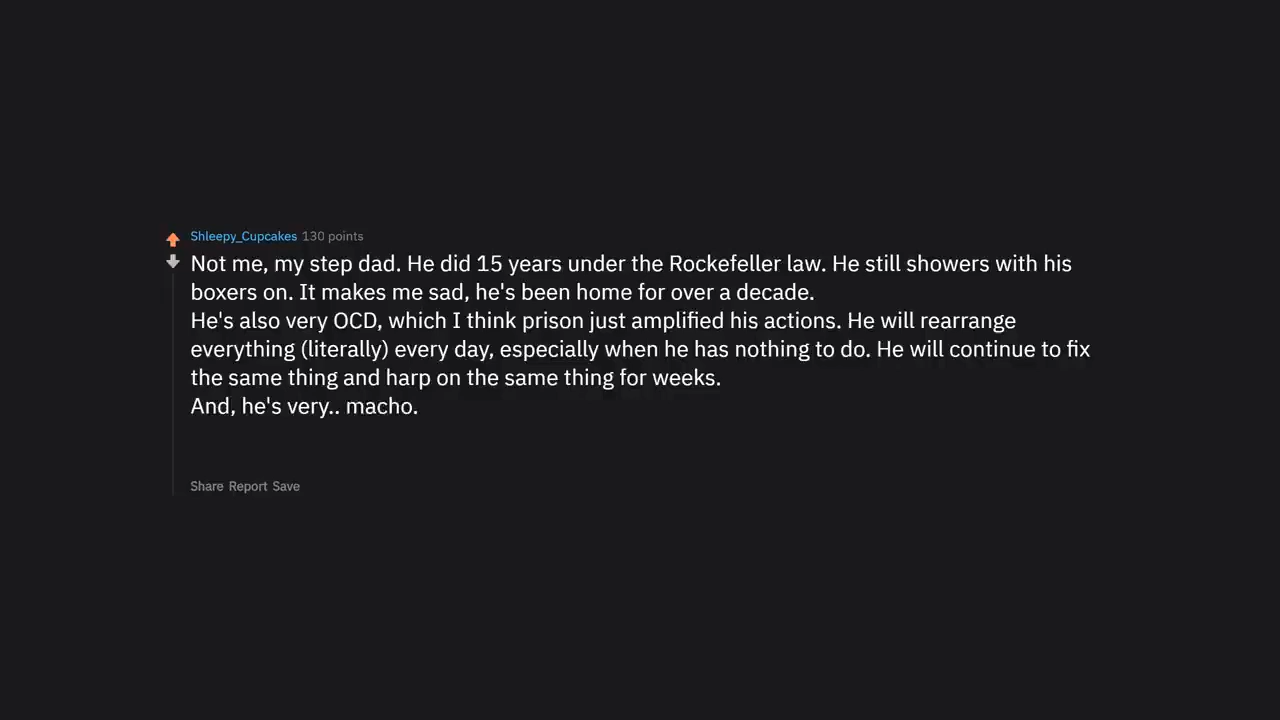 Shleepy_Cupcakes 130 points
Not me, my step dad. He did 15 years under the Rockefeller law. He still showers with his
boxers on. It makes me sad, he's been home for over a decade.
He's also very OCD, which I think prison just amplified his actions. He will rearrange
everything (literally) every day, especially when he has nothing to do. He will continue to fix
the same thing and harp on the same thing for weeks.
And, he's very.. macho.
Share Report Save